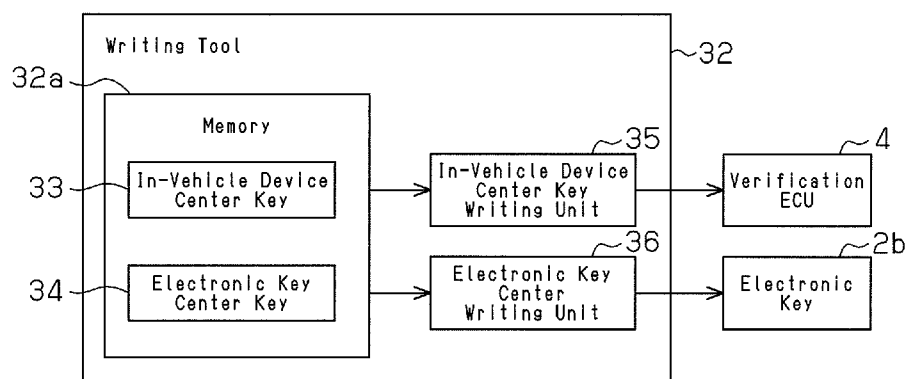 Writing Tool
32
32a
Memory
35
4
33
In-Vehicle Device
Center Key
In-Vehicle Device
Center Key
Writing Unit
Verification
ECU
36
2b
34
Electronic Key
Center Key
Electronic Key
Center
Writing Unit
Electronic
Key